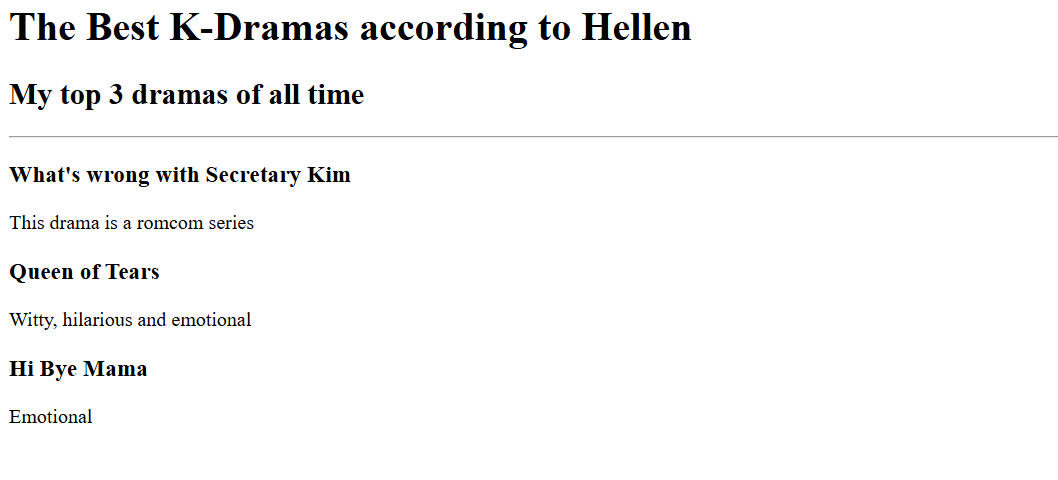 The Best K-Dramas according to Hellen
My top 3 dramas of all time
What's wrong with Secretary Kim
This drama is a romcom series
Queen of Tears
Witty, hilarious and emotional
Hi Bye Mama
Emotional